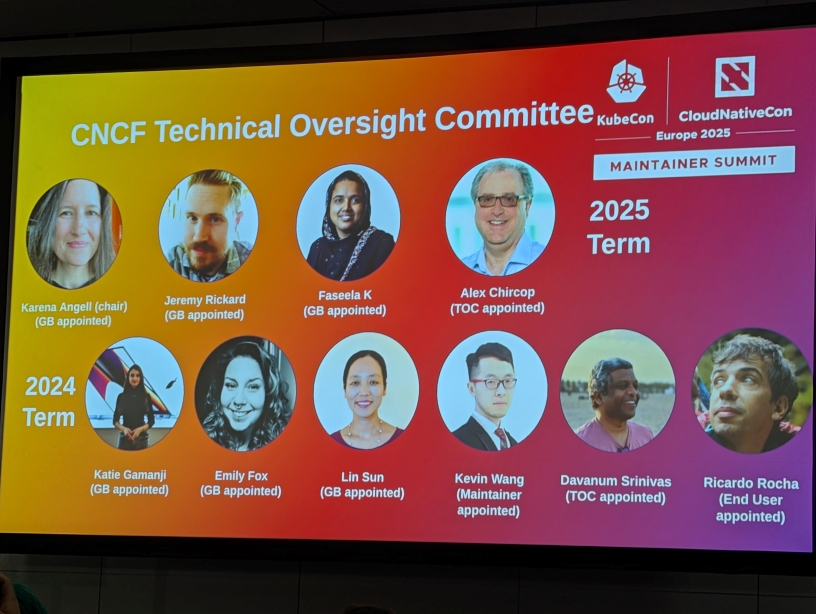 CNCF Technical Oversight Committee
KubeCon
CloudNativeCon
Europe 2025
MAINTAINER SUMMIT
2025
Term
Karena Angell (chair)
(GB appointed)
Jeremy Rickard
(GB appointed)
Faseela K
(GB appointed)
Alex Chircop
(TOC appointed)
2024
Term
Katie Gamanji
(GB appointed)
Emily Fox
(GB appointed)
Lin Sun
(GB appointed)
Kevin Wang
(Maintainer
appointed)
Davanum Srinivas
(TOC appointed)
Ricardo Rocha
(End User
appointed)